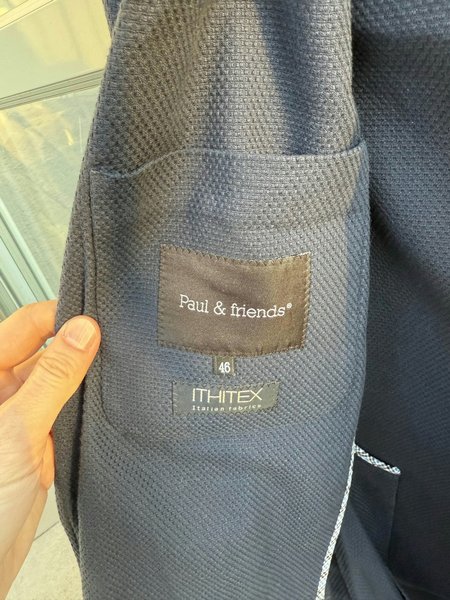 Paul & friends®
46
ITHITEX
Italian fabrics